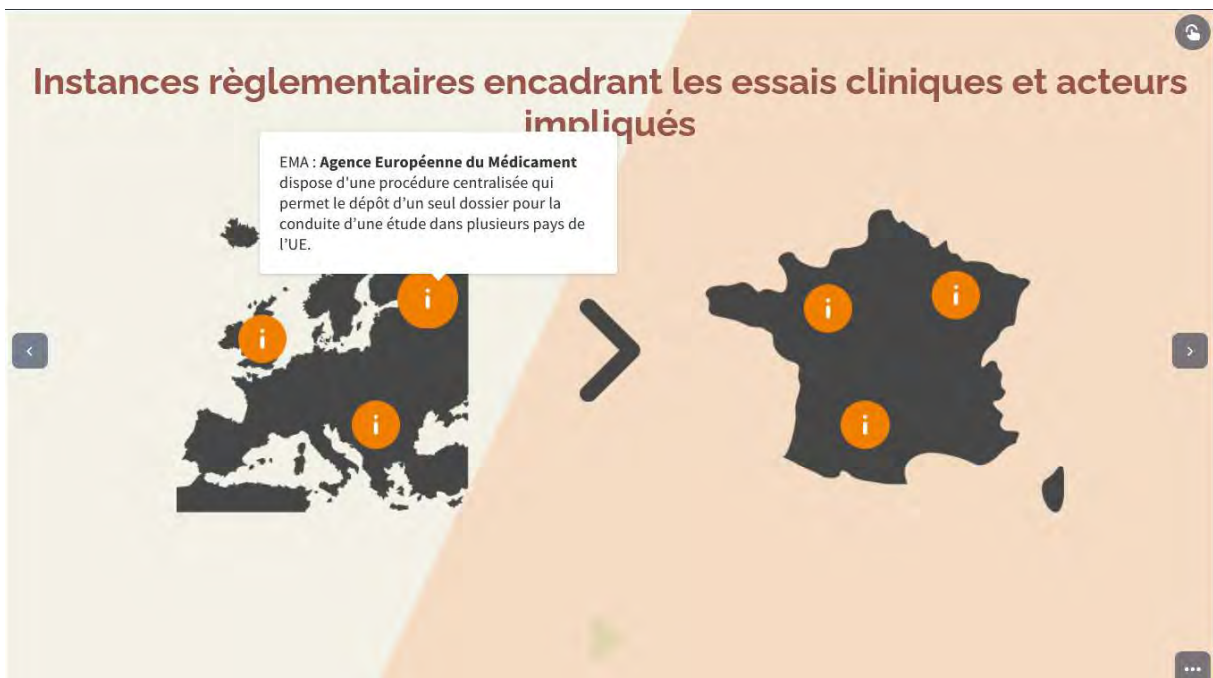 Instances règlementaires encadrant les essais cliniques et acteurs
impliqués
EMA : Agence Européenne du Médicament
dispose d'une procédure centralisée qui
permet le dépôt d'un seul dossier pour la
conduite d'une étude dans plusieurs pays de
l'UE.
i
i
i
i
i
i